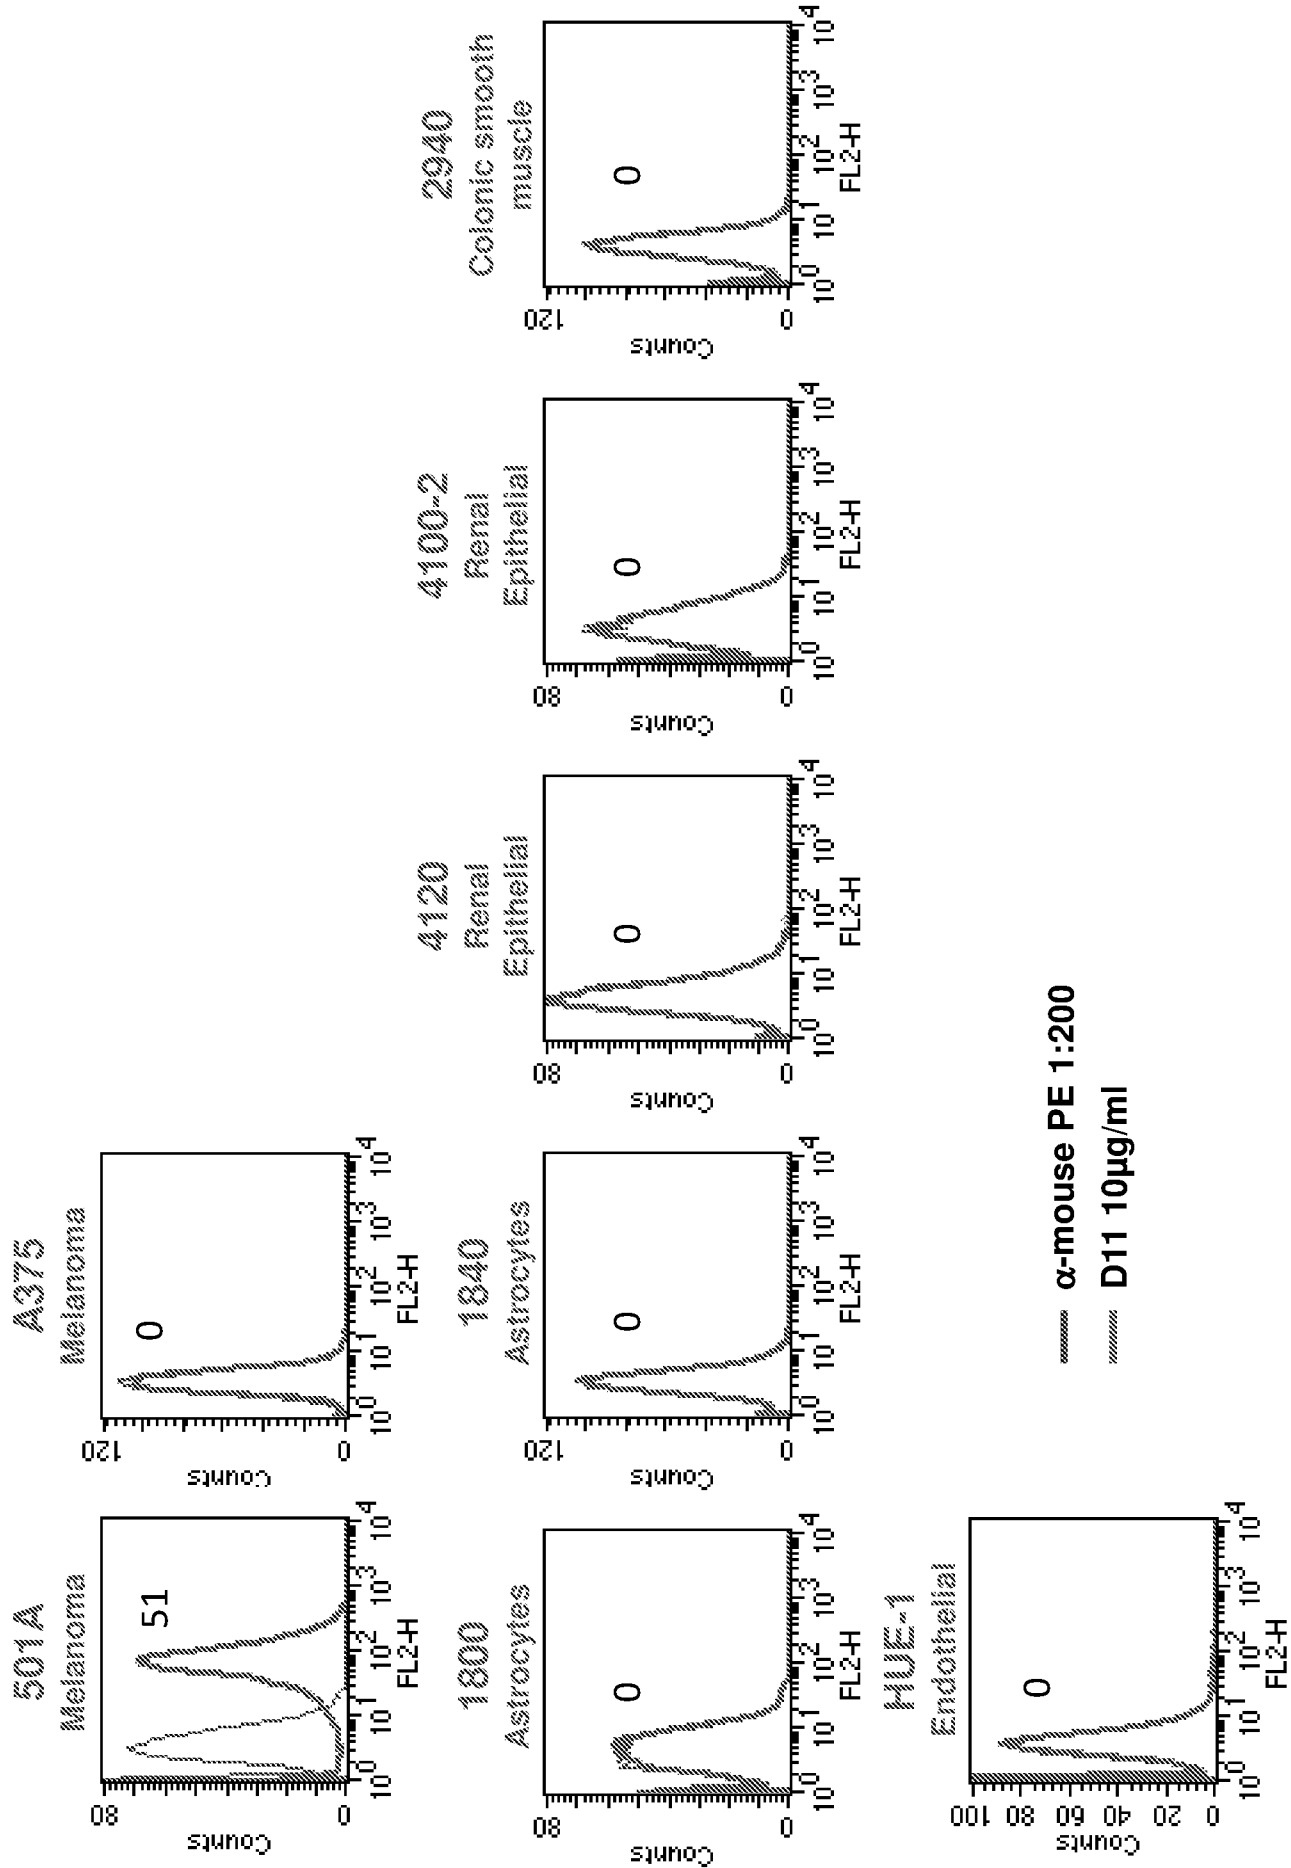 501A
Melanoma
80
0
Counts
51
10^0 10^1 10^2 10^3 10^4
FL2-H
A375
Melanoma
120
0
Counts
0
10^0 10^1 10^2 10^3 10^4
FL2-H
1800
Astrocytes
80
0
Counts
0
10^0 10^1 10^2 10^3 10^4
FL2-H
1840
Astrocytes
120
0
Counts
0
10^0 10^1 10^2 10^3 10^4
FL2-H
4120
Renal
Epithelial
80
0
Counts
0
10^0 10^1 10^2 10^3 10^4
FL2-H
4100-2
Renal
Epithelial
80
0
Counts
0
10^0 10^1 10^2 10^3 10^4
FL2-H
2940
Colonic smooth
muscle
120
0
Counts
0
10^0 10^1 10^2 10^3 10^4
FL2-H
HUE-1
Endothelial
100
80
60
40
20
0
Counts
0
10^0 10^1 10^2 10^3 10^4
FL2-H
α-mouse PE 1:200
D11 10μg/ml